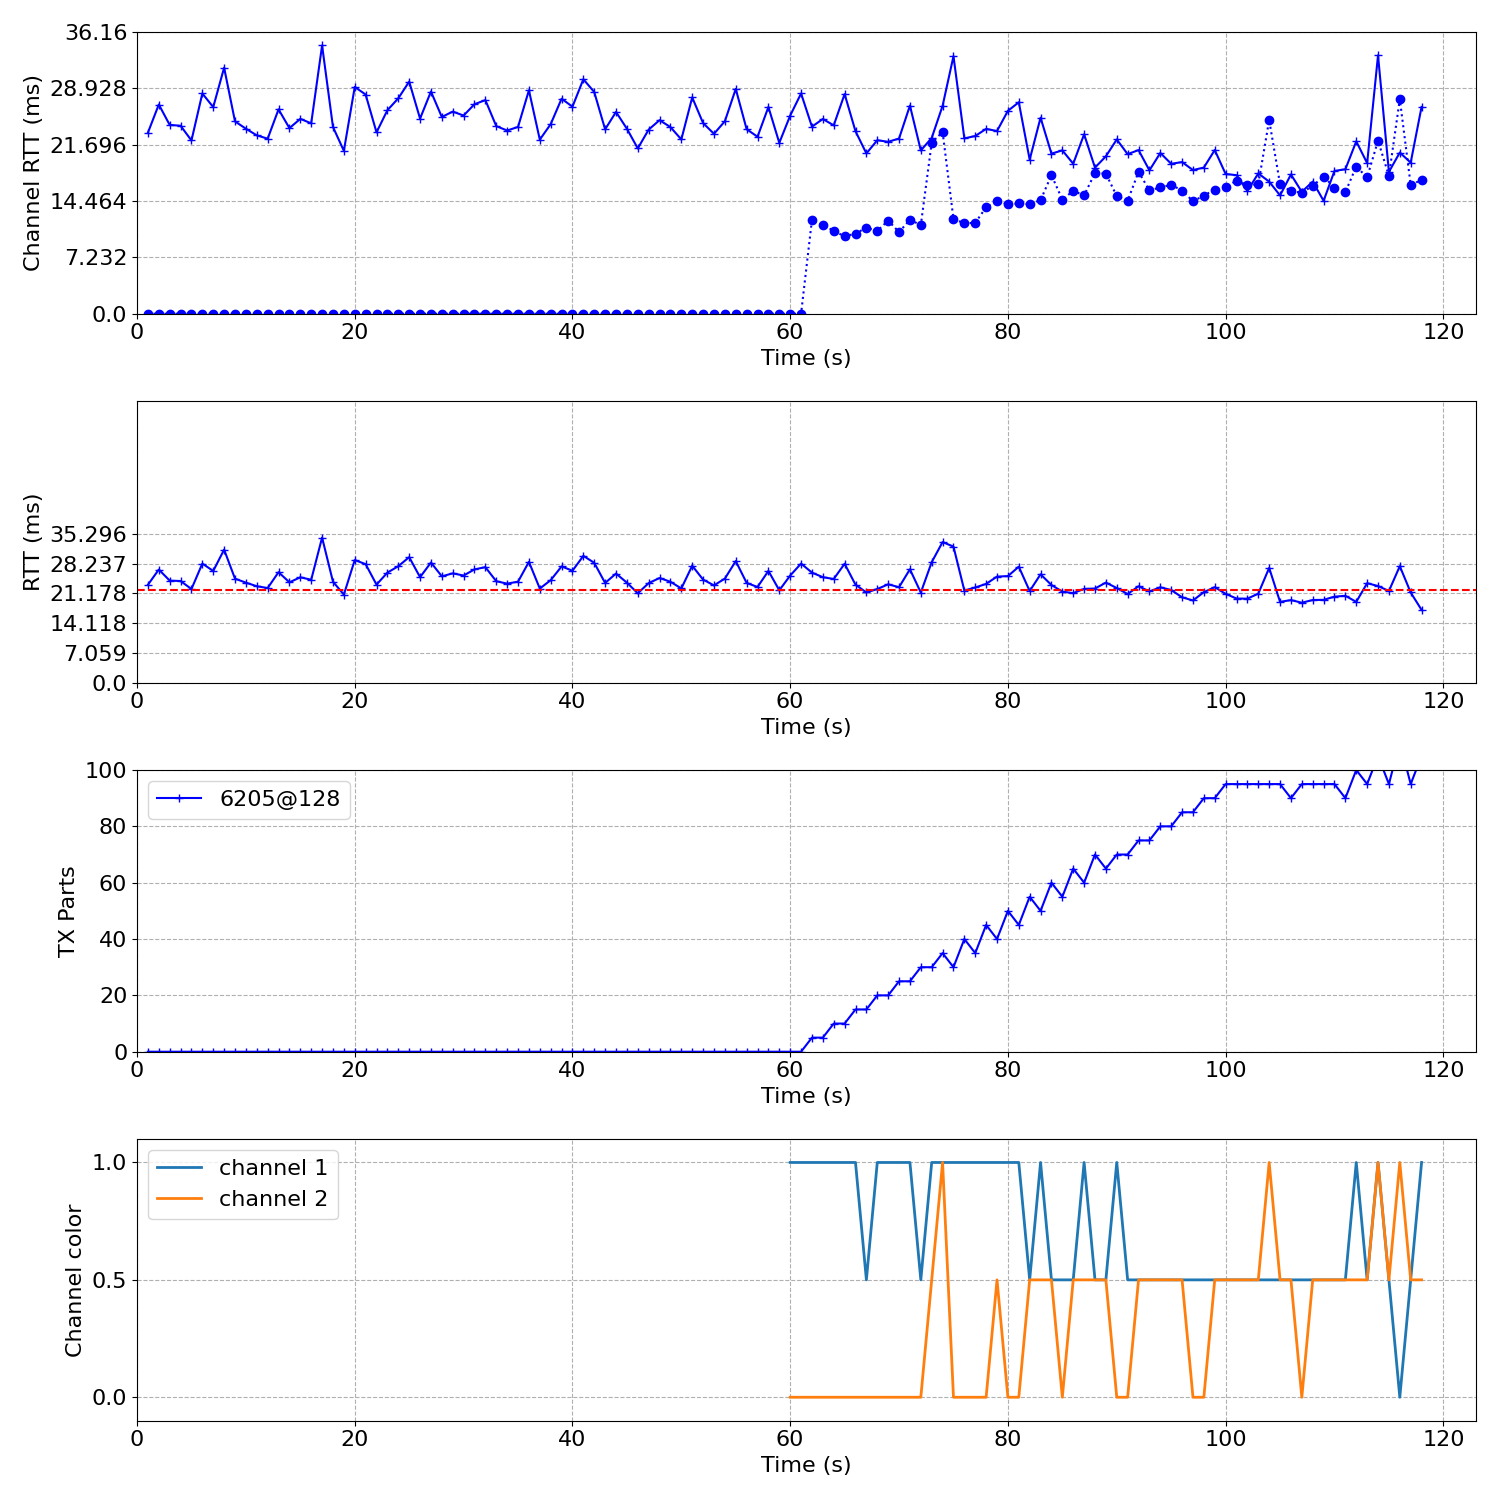 Channel RTT (ms)
36.16
28.928
21.696
14.464
7.232
0.0
0 20 40 60 80 100 120
Time (s)
RTT (ms)
35.296
28.237
21.178
14.118
7.059
0.0
0 20 40 60 80 100 120
Time (s)
TX Parts
100
80
60
40
20
0
6205@128
0 20 40 60 80 100 120
Time (s)
Channel color
1.0
0.5
0.0
channel 1
channel 2
0 20 40 60 80 100 120
Time (s)